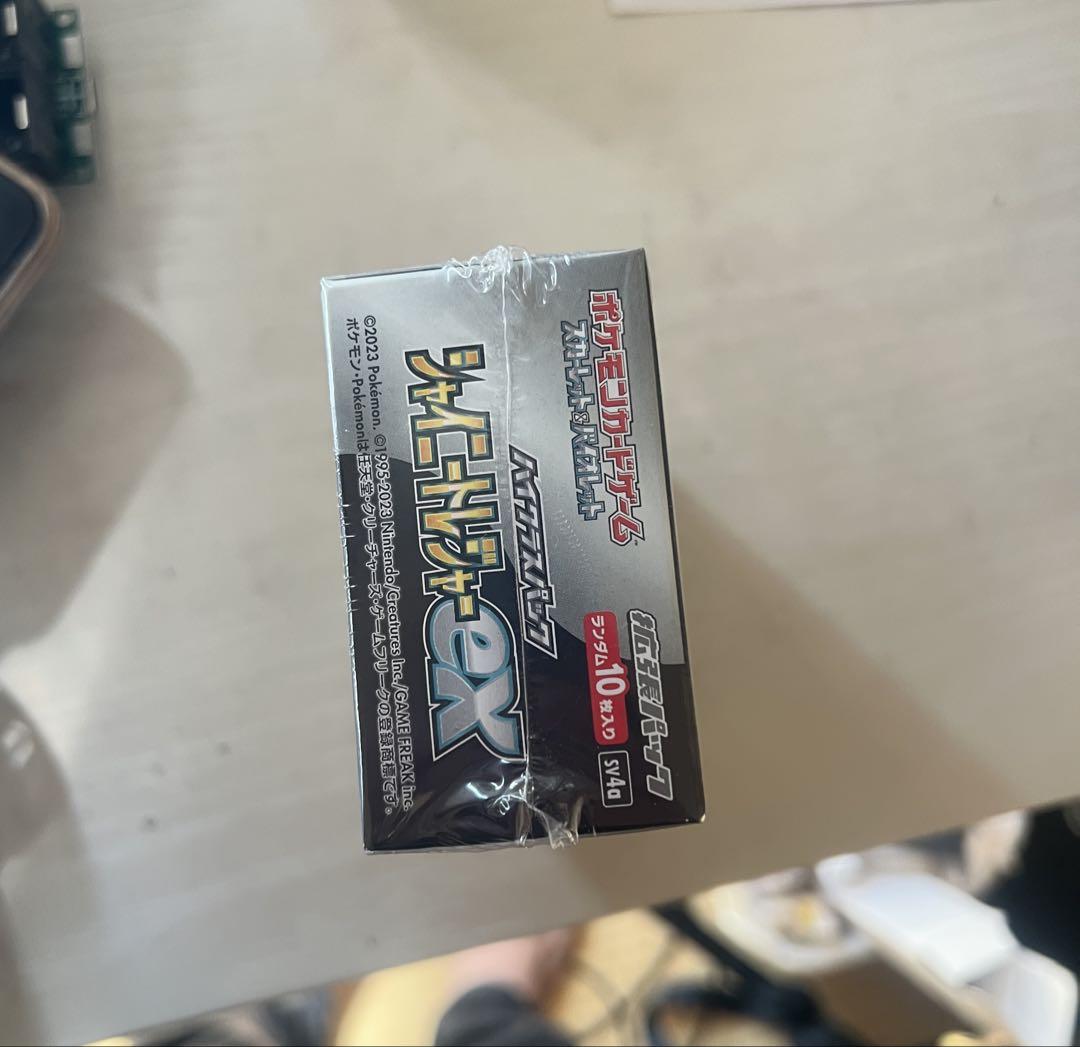 ポケモンカードゲーム™
スカーレット&バイオレット
拡張パック
ランダム10枚入り
SV4a
ハイクラスパック
シャイニートレジャーex
©2023 Pokémon. ©1995-2023 Nintendo/Creatures Inc./GAME FREAK inc.
ポケモン・Pokémonは任天堂・クリーチャーズ・ゲームフリークの登録商標です。